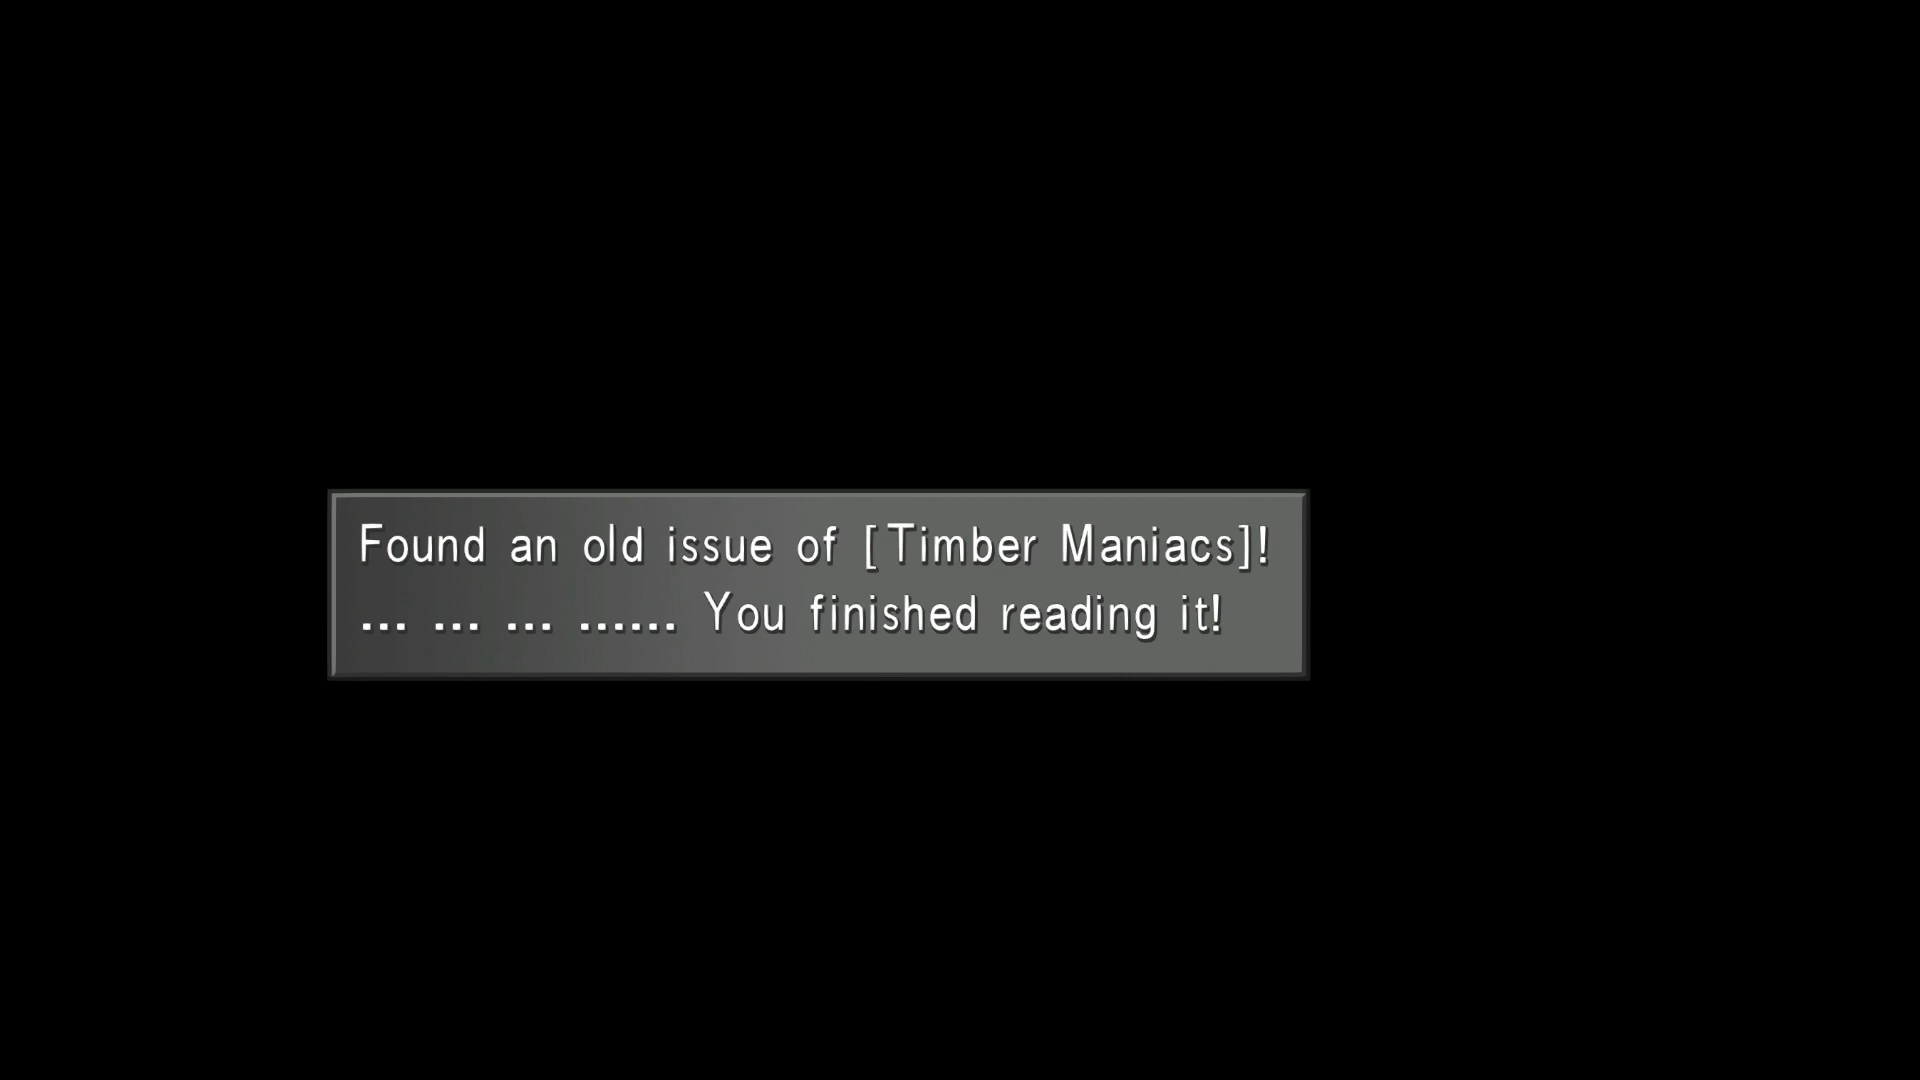 Found an old issue of [Timber Maniacs]!
... ... ... ...... You finished reading it!